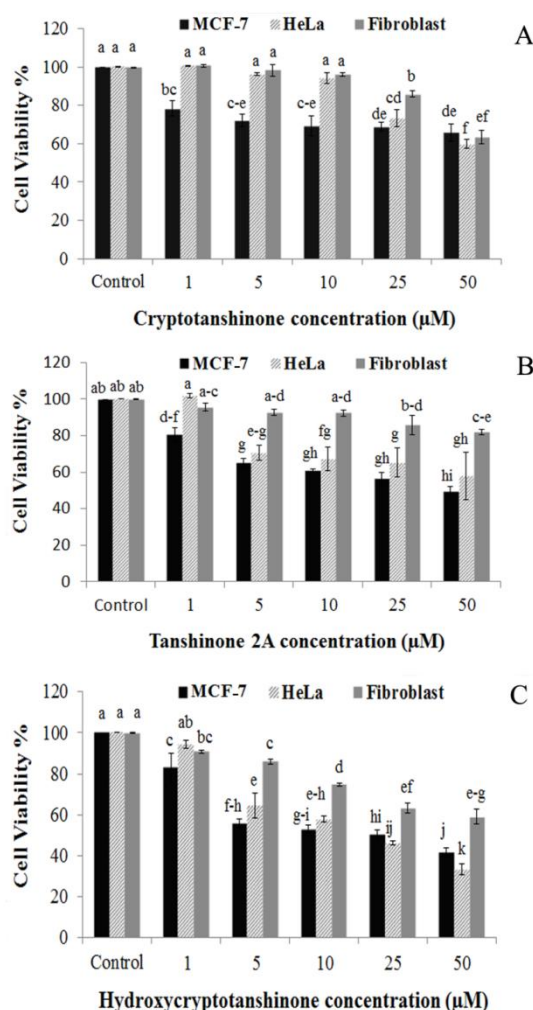 A
MCF-7 HeLa Fibroblast
Cell Viability %
120
100
80
60
40
20
0
a a a
bc a a
c-e a a
c-e a a
de cd b
de f ef
Control 1 5 10 25 50
Cryptotanshinone concentration (µM)
B
MCF-7 HeLa Fibroblast
Cell Viability %
120
100
80
60
40
20
0
ab ab ab
d-f a a-c
g e-g a-d
gh fg a-d
gh g b-d
hi gh c-e
Control 1 5 10 25 50
Tanshinone 2A concentration (µM)
C
MCF-7 HeLa Fibroblast
Cell Viability %
120
100
80
60
40
20
0
a a a
c ab bc
f-h e c
g-i e-h d
hi ij ef
j k e-g
Control 1 5 10 25 50
Hydroxycryptotanshinone concentration (µM)